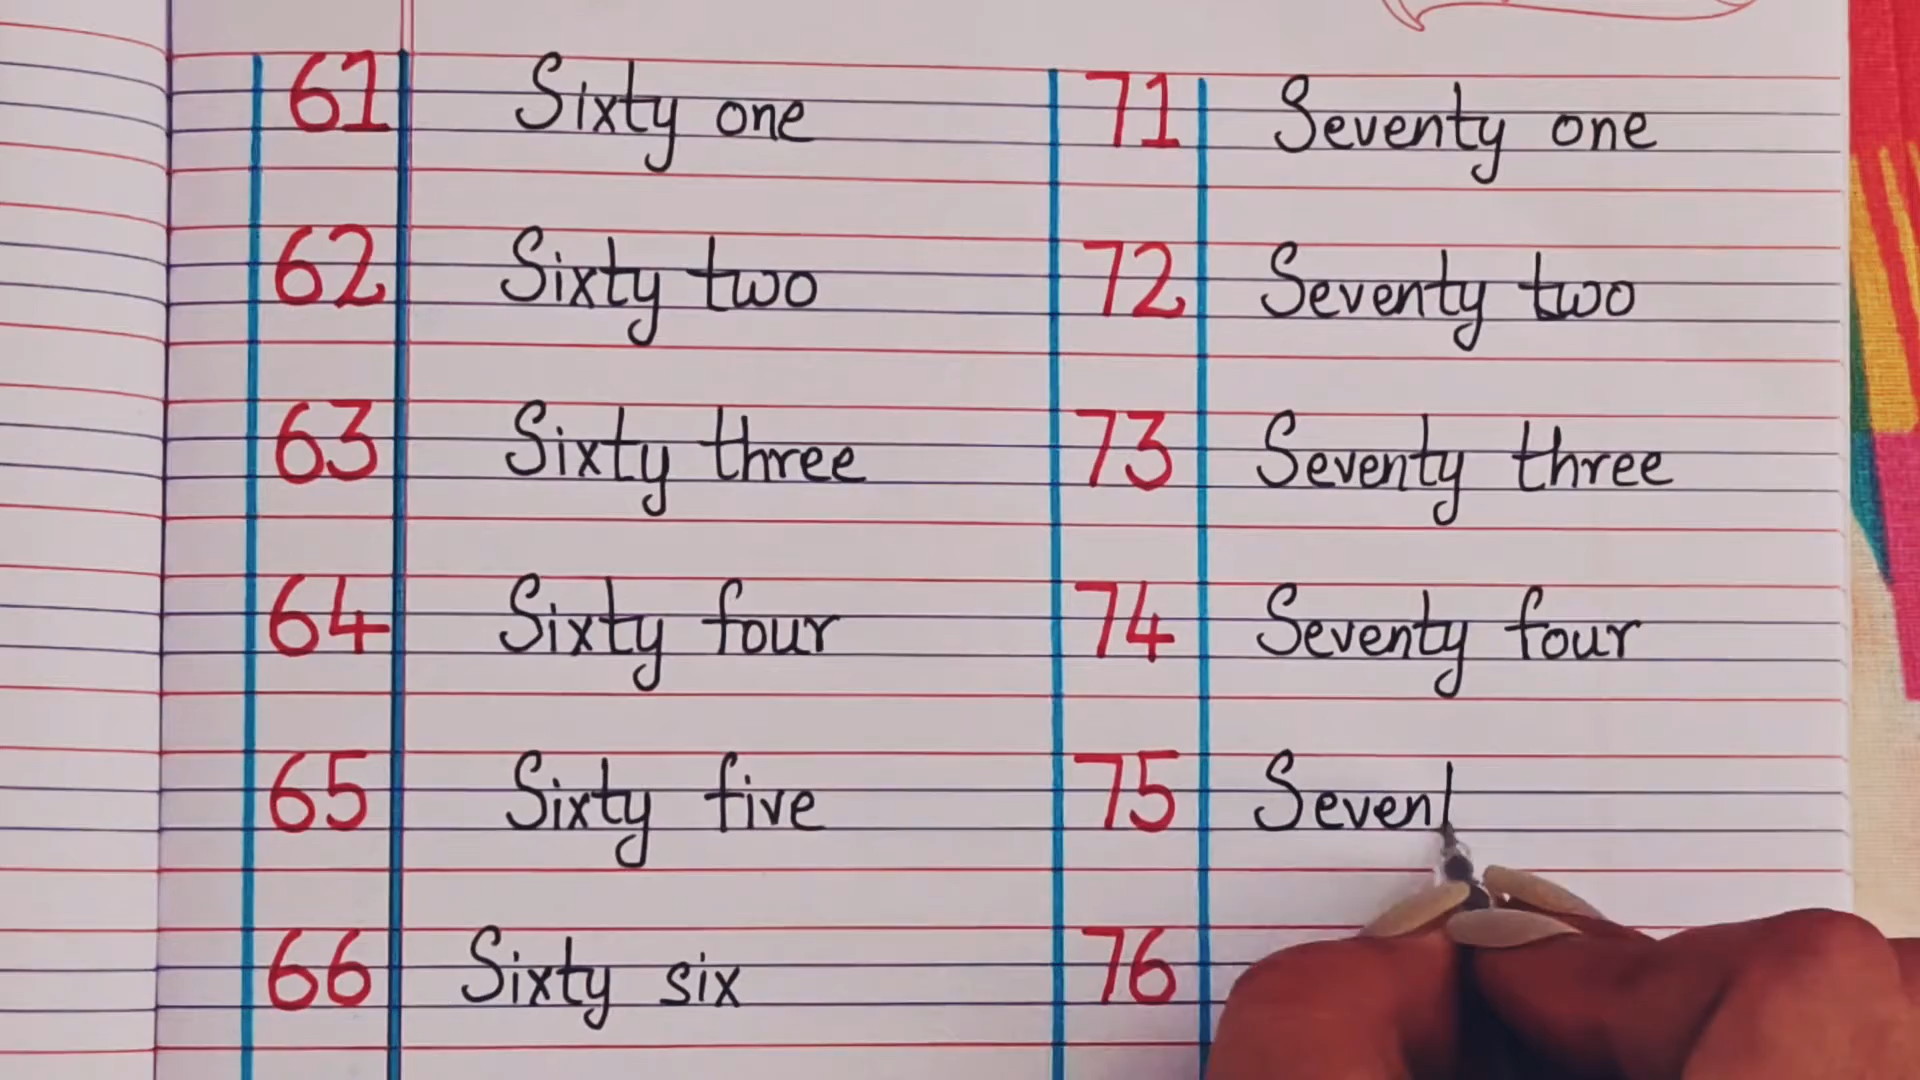 61 Sixty one 71 Seventy one
62 Sixty two 72 Seventy two
63 Sixty three 73 Seventy three
64 Sixty four 74 Seventy four
65 Sixty five 75 Sevenl
66 Sixty six 76